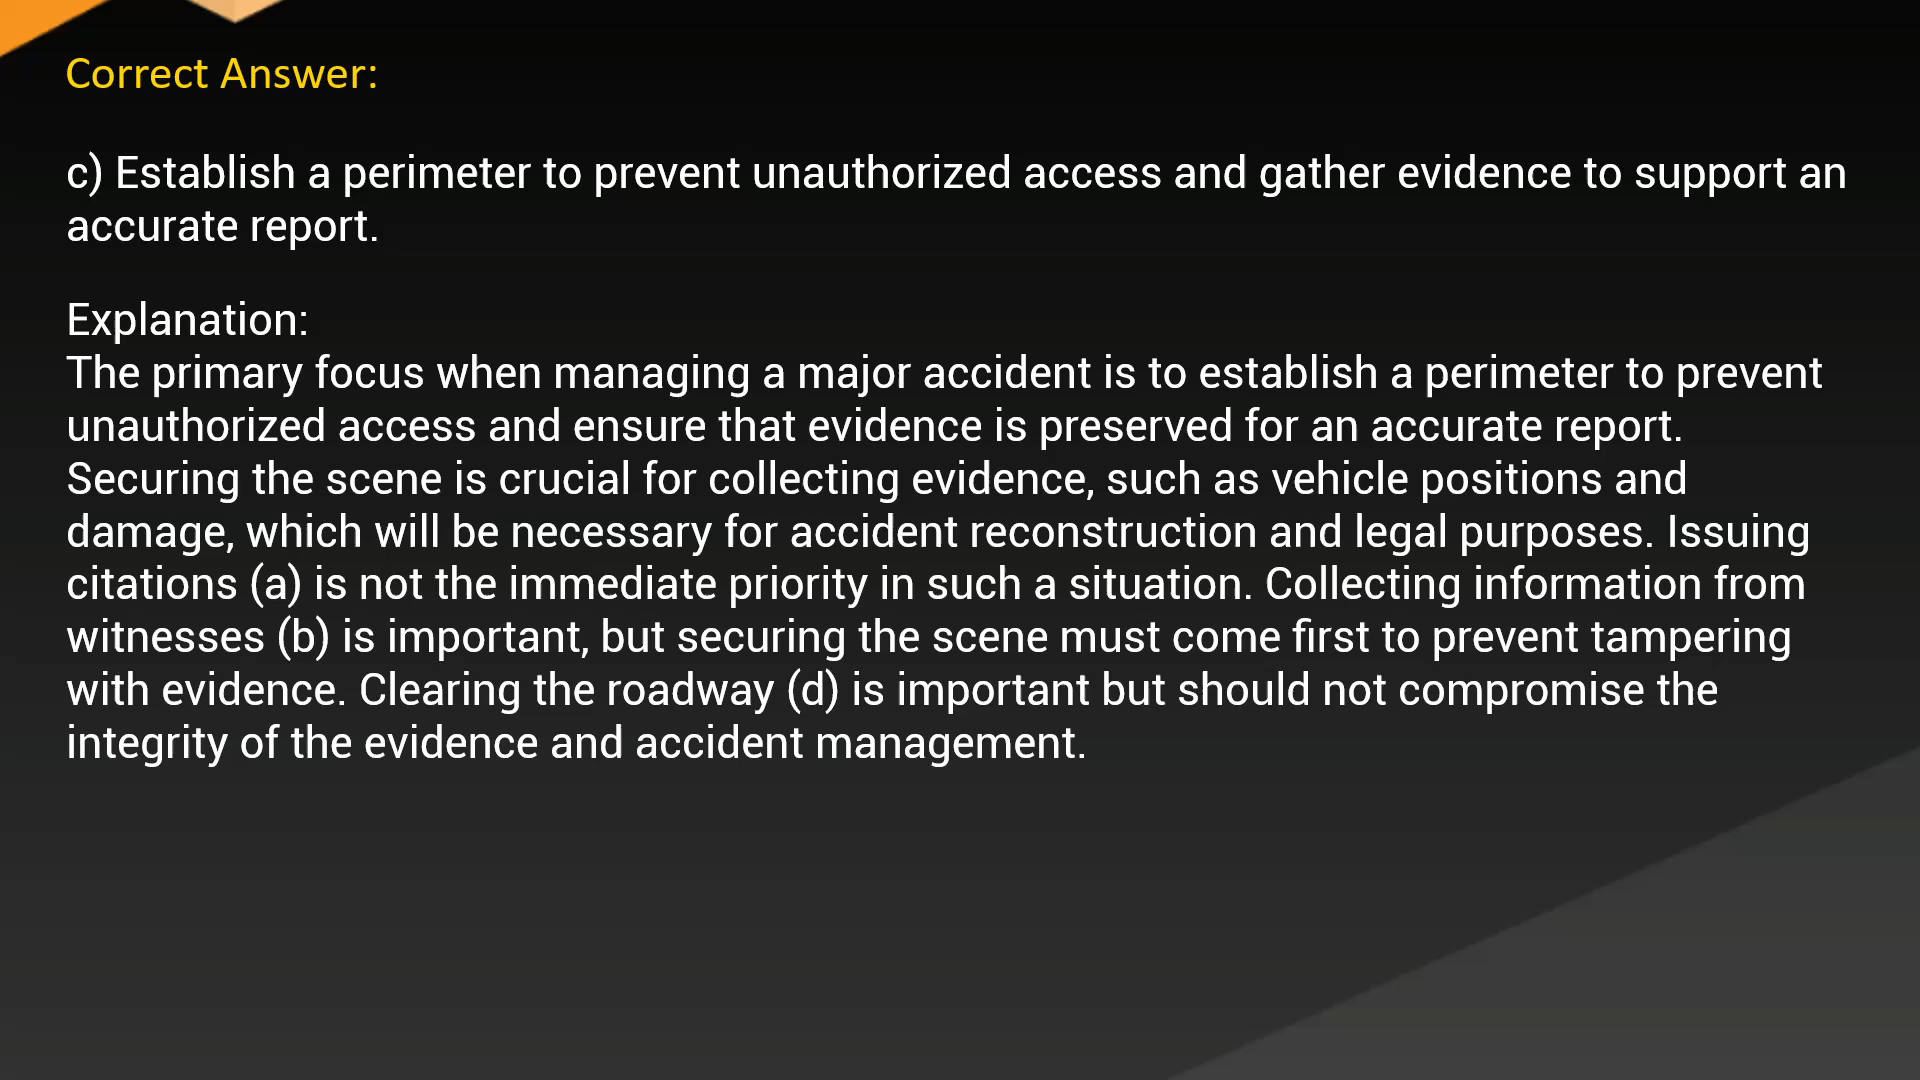 Correct Answer:
c) Establish a perimeter to prevent unauthorized access and gather evidence to support an
accurate report.
Explanation:
The primary focus when managing a major accident is to establish a perimeter to prevent
unauthorized access and ensure that evidence is preserved for an accurate report.
Securing the scene is crucial for collecting evidence, such as vehicle positions and
damage, which will be necessary for accident reconstruction and legal purposes. Issuing
citations (a) is not the immediate priority in such a situation. Collecting information from
witnesses (b) is important, but securing the scene must come first to prevent tampering
with evidence. Clearing the roadway (d) is important but should not compromise the
integrity of the evidence and accident management.